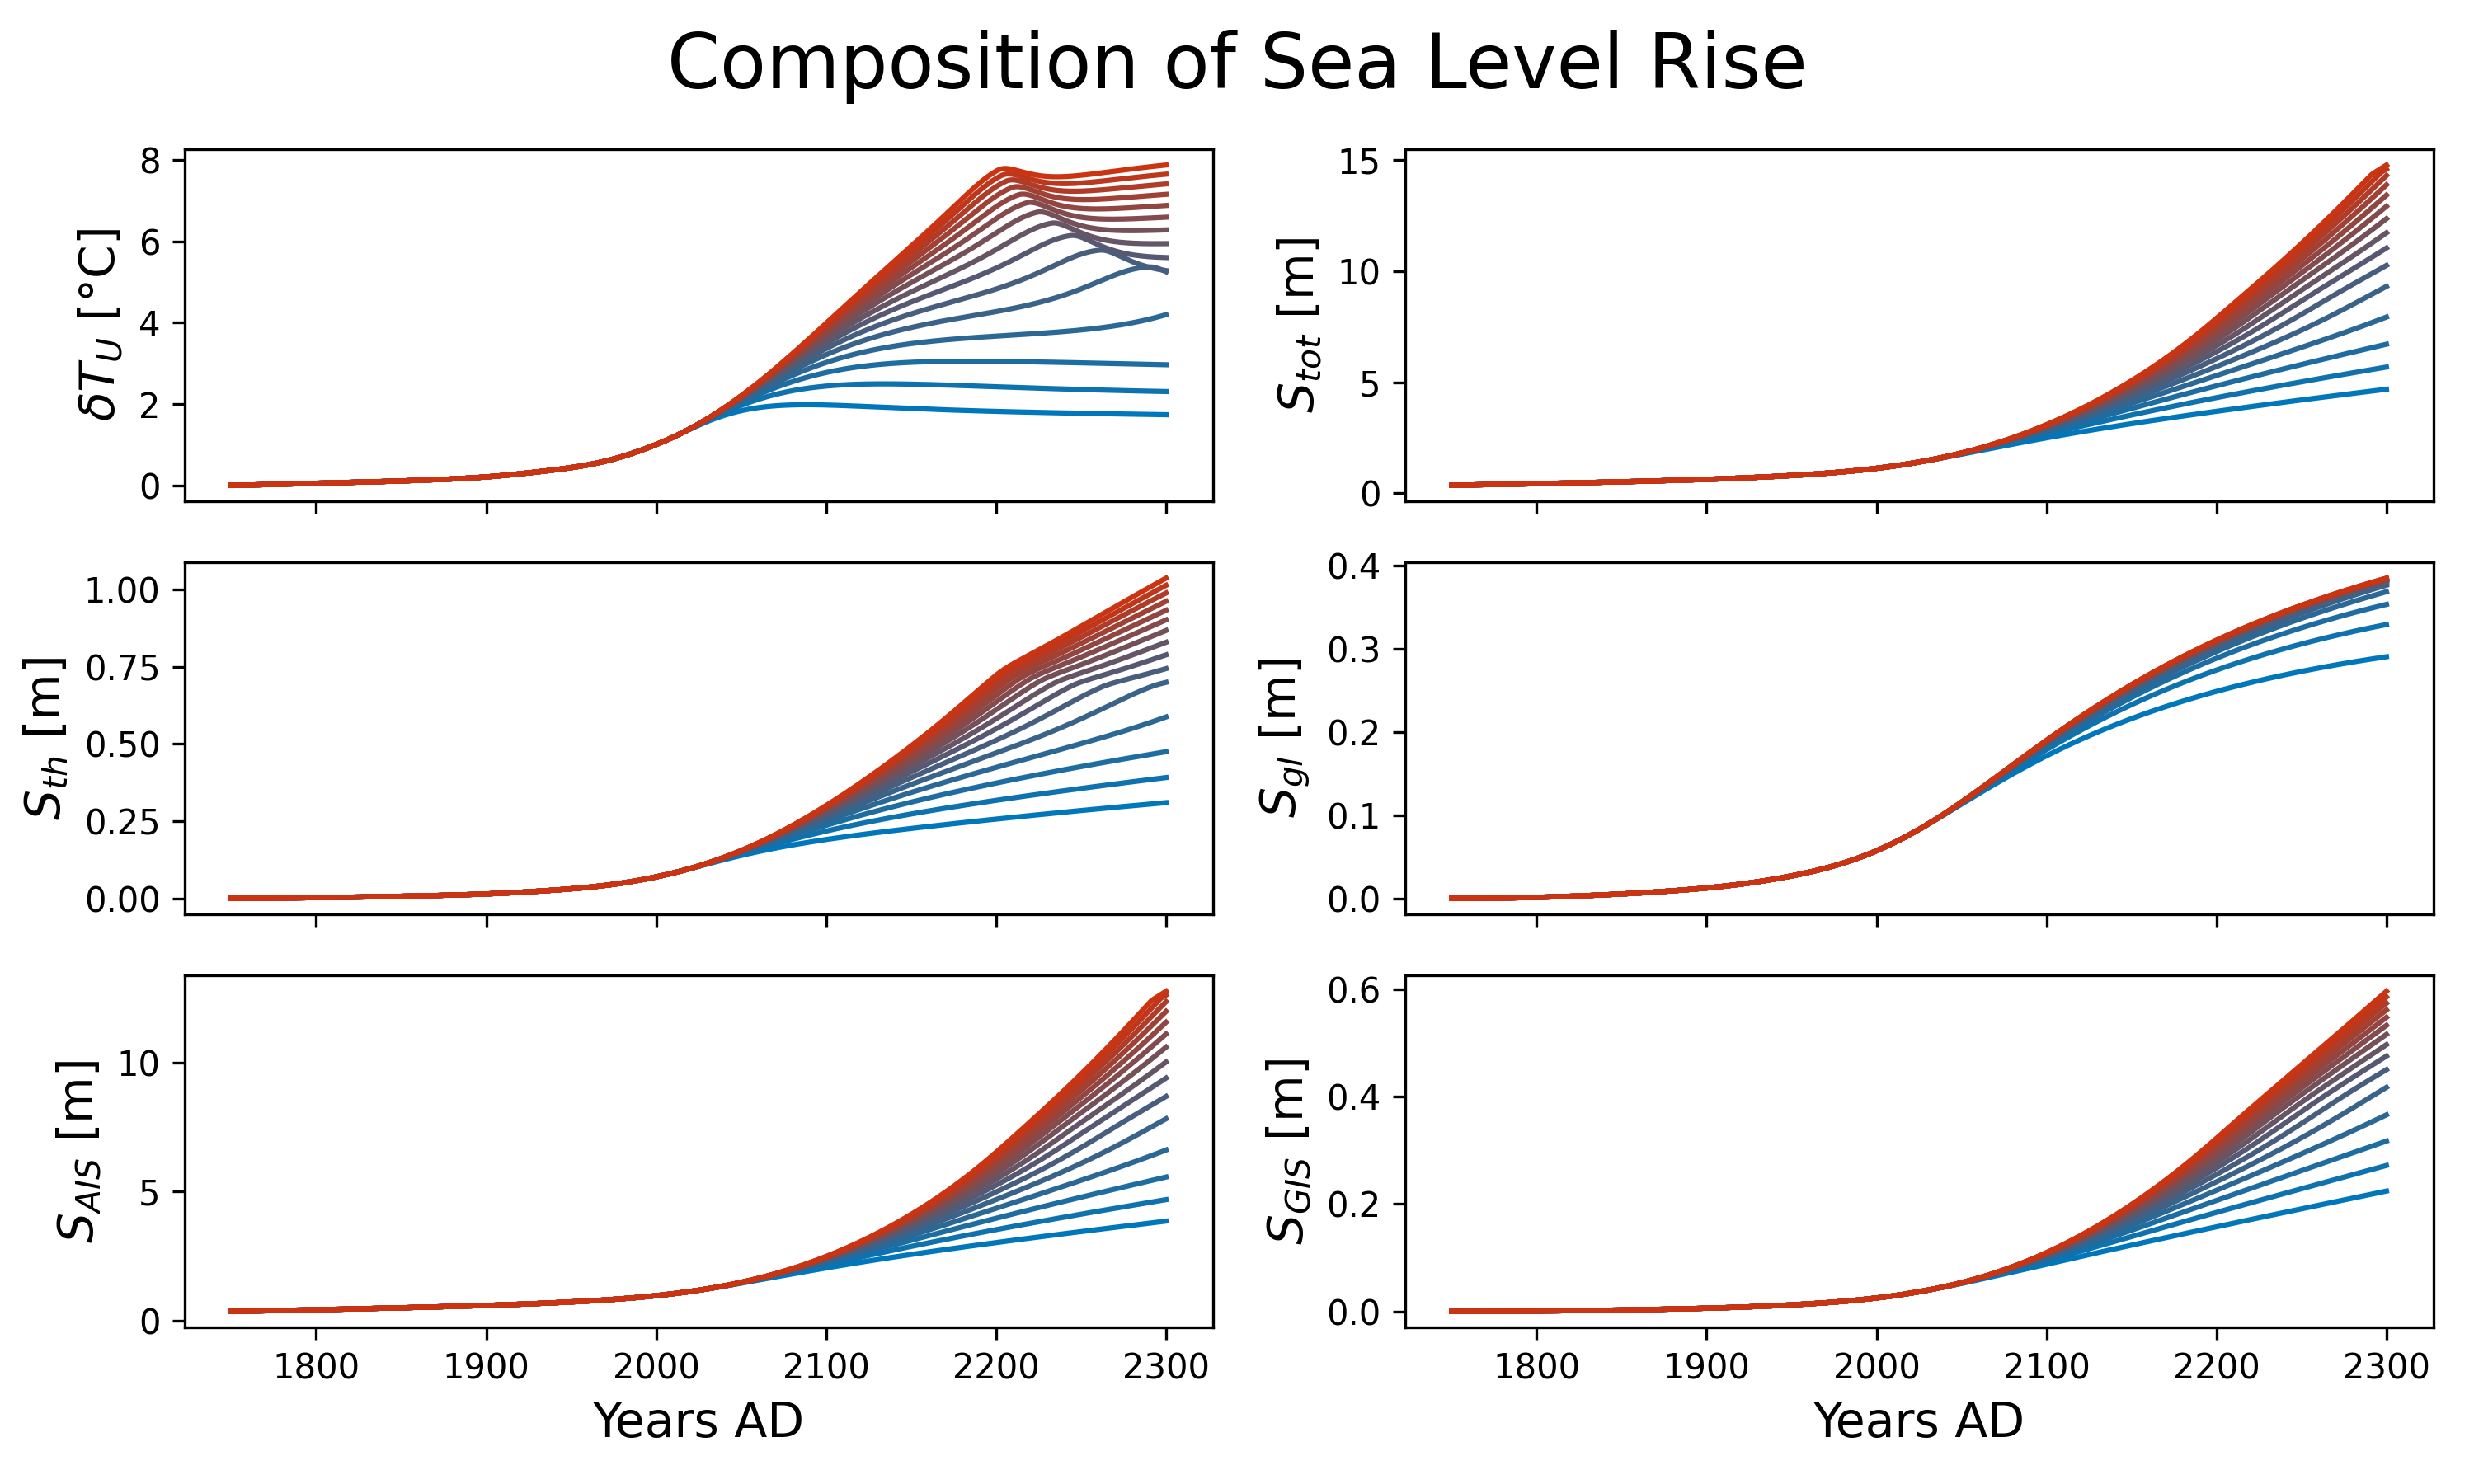 Composition of Sea Level Rise
δT_U [°C]
8
6
4
2
0
S_tot [m]
15
10
5
0
S_th [m]
1.00
0.75
0.50
0.25
0.00
S_gl [m]
0.4
0.3
0.2
0.1
0.0
S_AIS [m]
10
5
0
1800 1900 2000 2100 2200 2300
Years AD
S_GIS [m]
0.6
0.4
0.2
0.0
1800 1900 2000 2100 2200 2300
Years AD